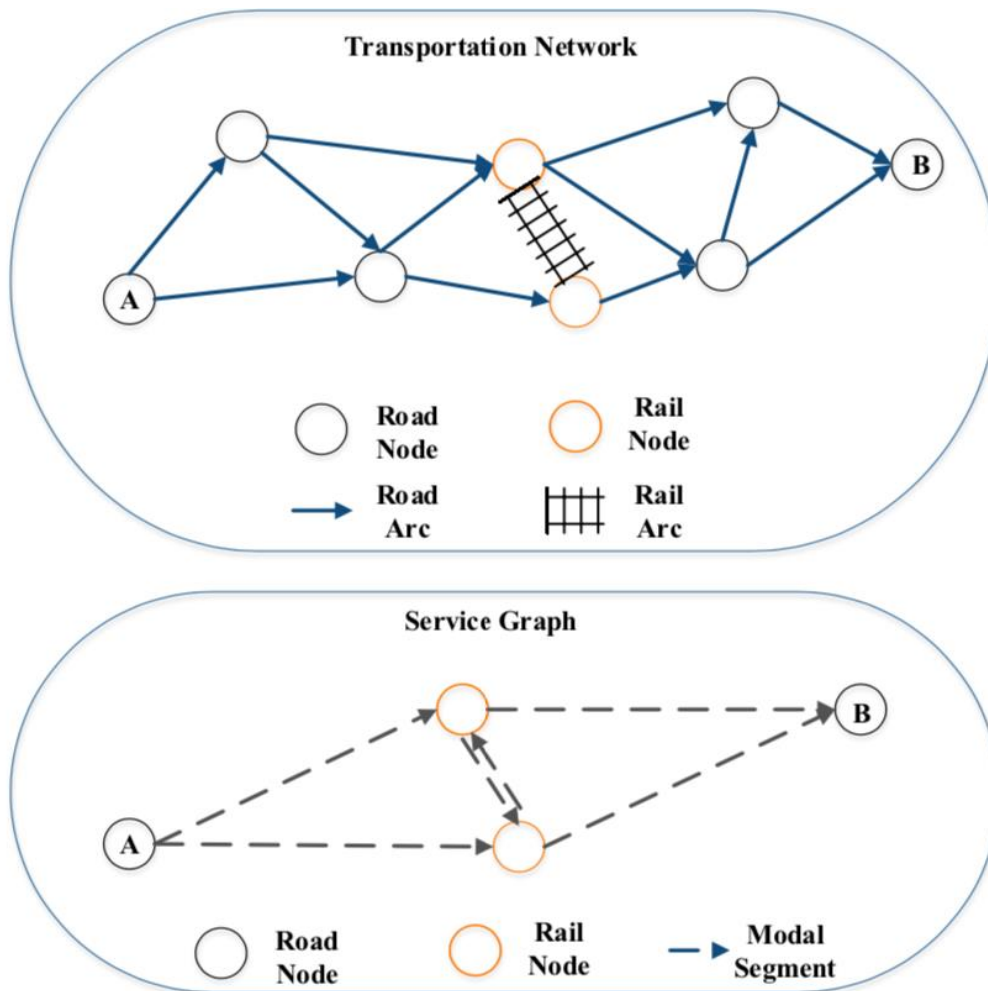 Transportation Network
B
A
Road
Node
Rail
Node
Road
Arc
Rail
Arc
Service Graph
B
A
Road
Node
Rail
Node
Modal
Segment